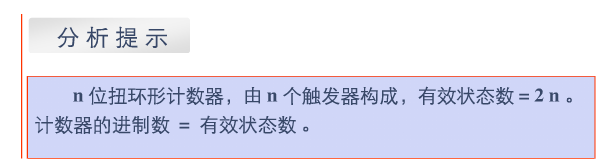 分析提示
n 位扭环形计数器，由 n 个触发器构成，有效状态数 = 2 n 。
计数器的进制数 = 有效状态数 。